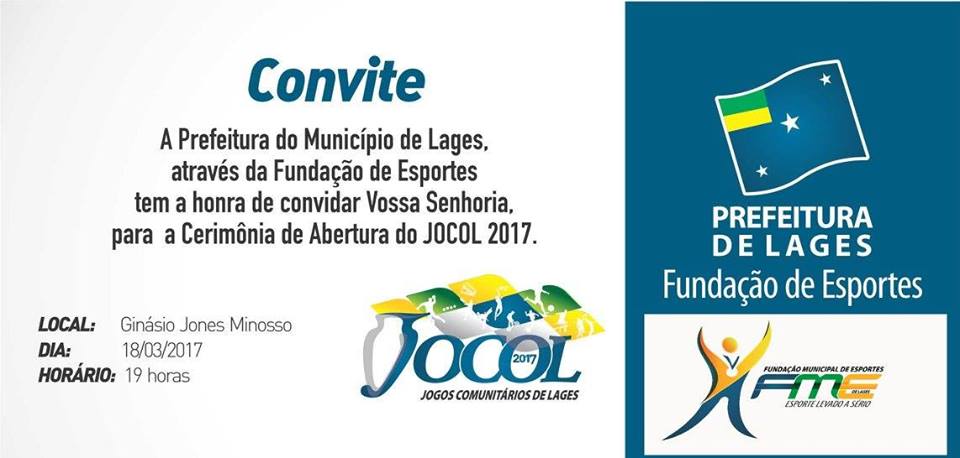 Convite
A Prefeitura do Município de Lages,
através da Fundação de Esportes
tem a honra de convidar Vossa Senhoria,
para a Cerimônia de Abertura do JOCOL 2017.
LOCAL: Ginásio Jones Minosso
DIA: 18/03/2017
HORÁRIO: 19 horas
JOCOL
2017
JOGOS COMUNITÁRIOS DE LAGES
PREFEITURA
DE LAGES
Fundação de Esportes
FUNDAÇÃO MUNICIPAL DE ESPORTES
FME
DE LAGES
ESPORTE LEVADO A SÉRIO